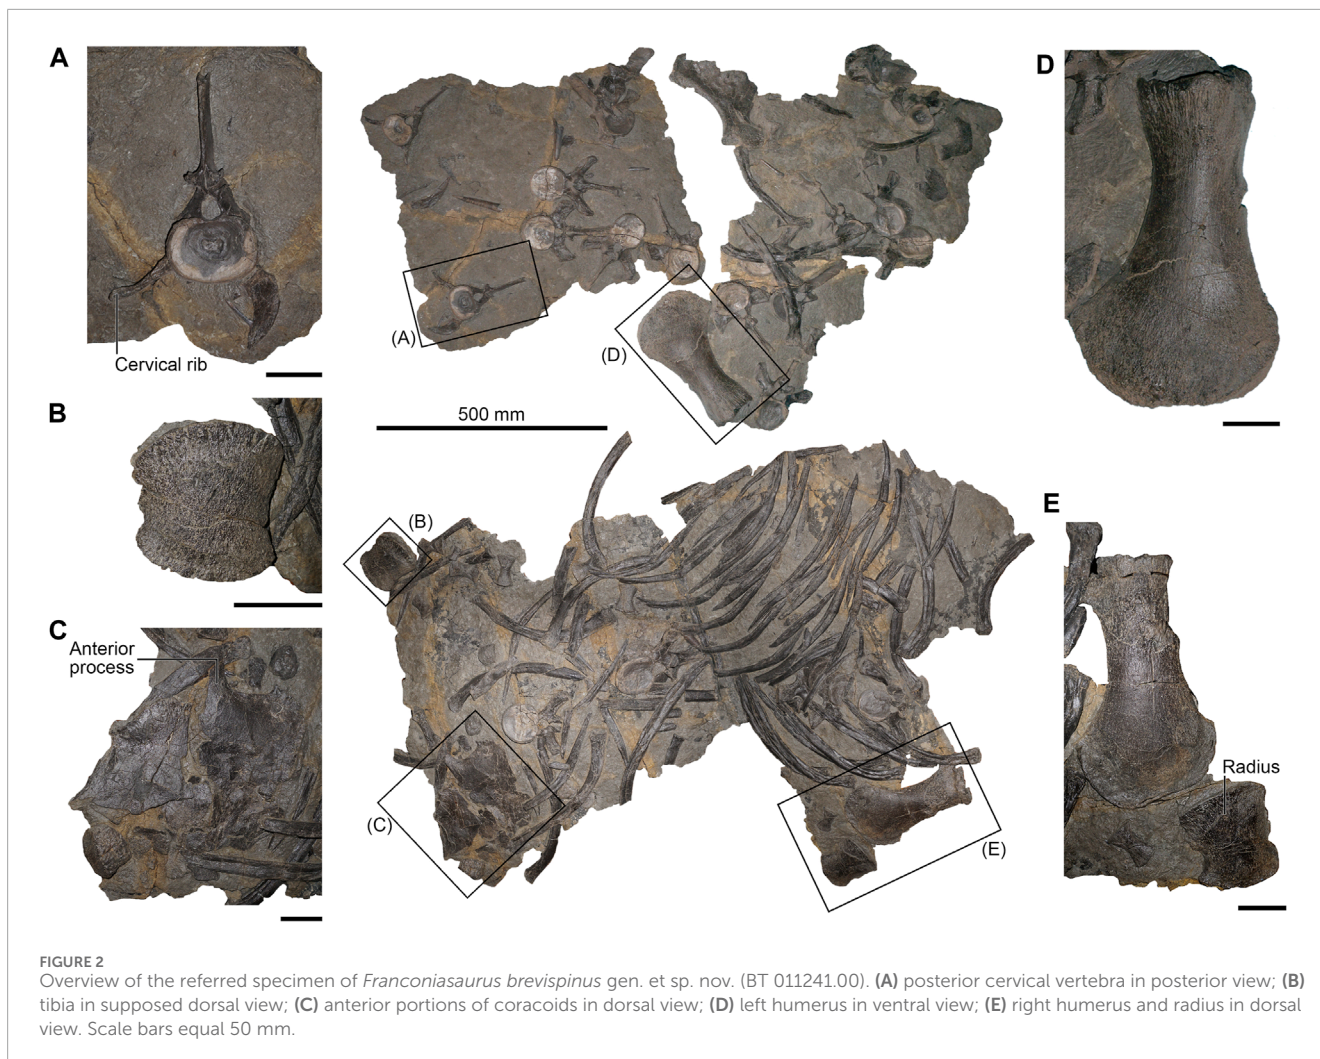 A
Cervical rib
B
C
Anterior
process
(A)
(D)
500 mm
(B)
(C)
(E)
D
E
Radius
FIGURE 2
Overview of the referred specimen of Franconiasaurus brevispinus gen. et sp. nov. (BT 011241.00). (A) posterior cervical vertebra in posterior view; (B)
tibia in supposed dorsal view; (C) anterior portions of coracoids in dorsal view; (D) left humerus in ventral view; (E) right humerus and radius in dorsal
view. Scale bars equal 50 mm.